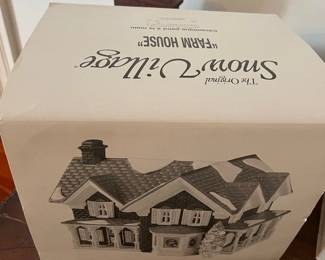 The Original
Snow Village
"FARM HOUSE"